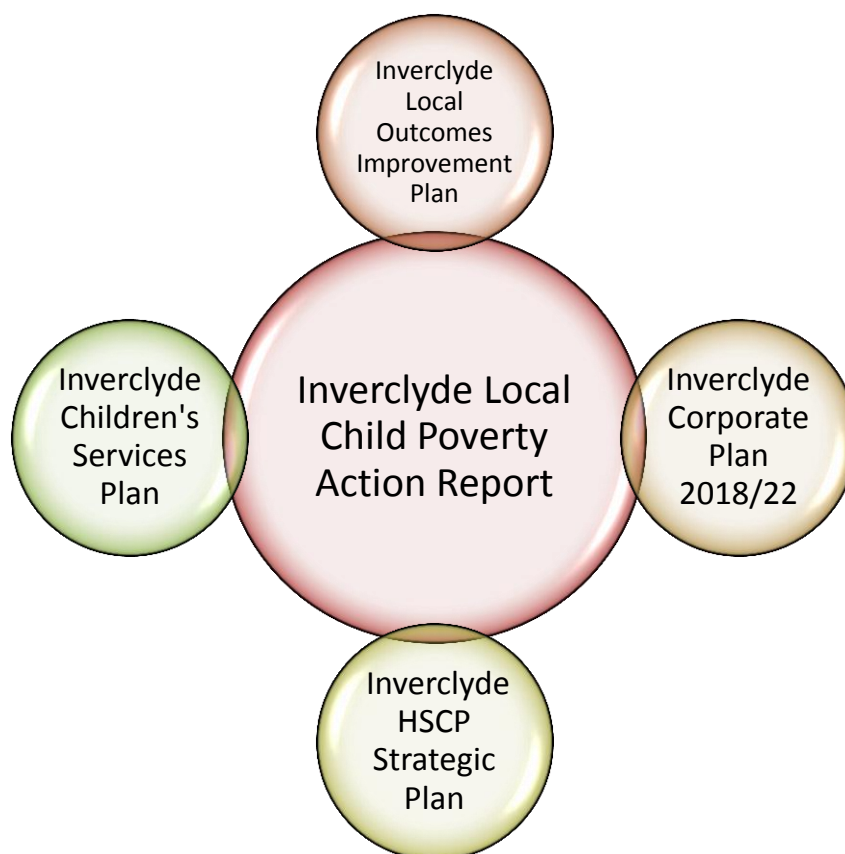 Inverclyde
Local
Outcomes
Improvement
Plan
Inverclyde
Children's
Services
Plan
Inverclyde Local
Child Poverty
Action Report
Inverclyde
Corporate
Plan
2018/22
Inverclyde
HSCP
Strategic
Plan